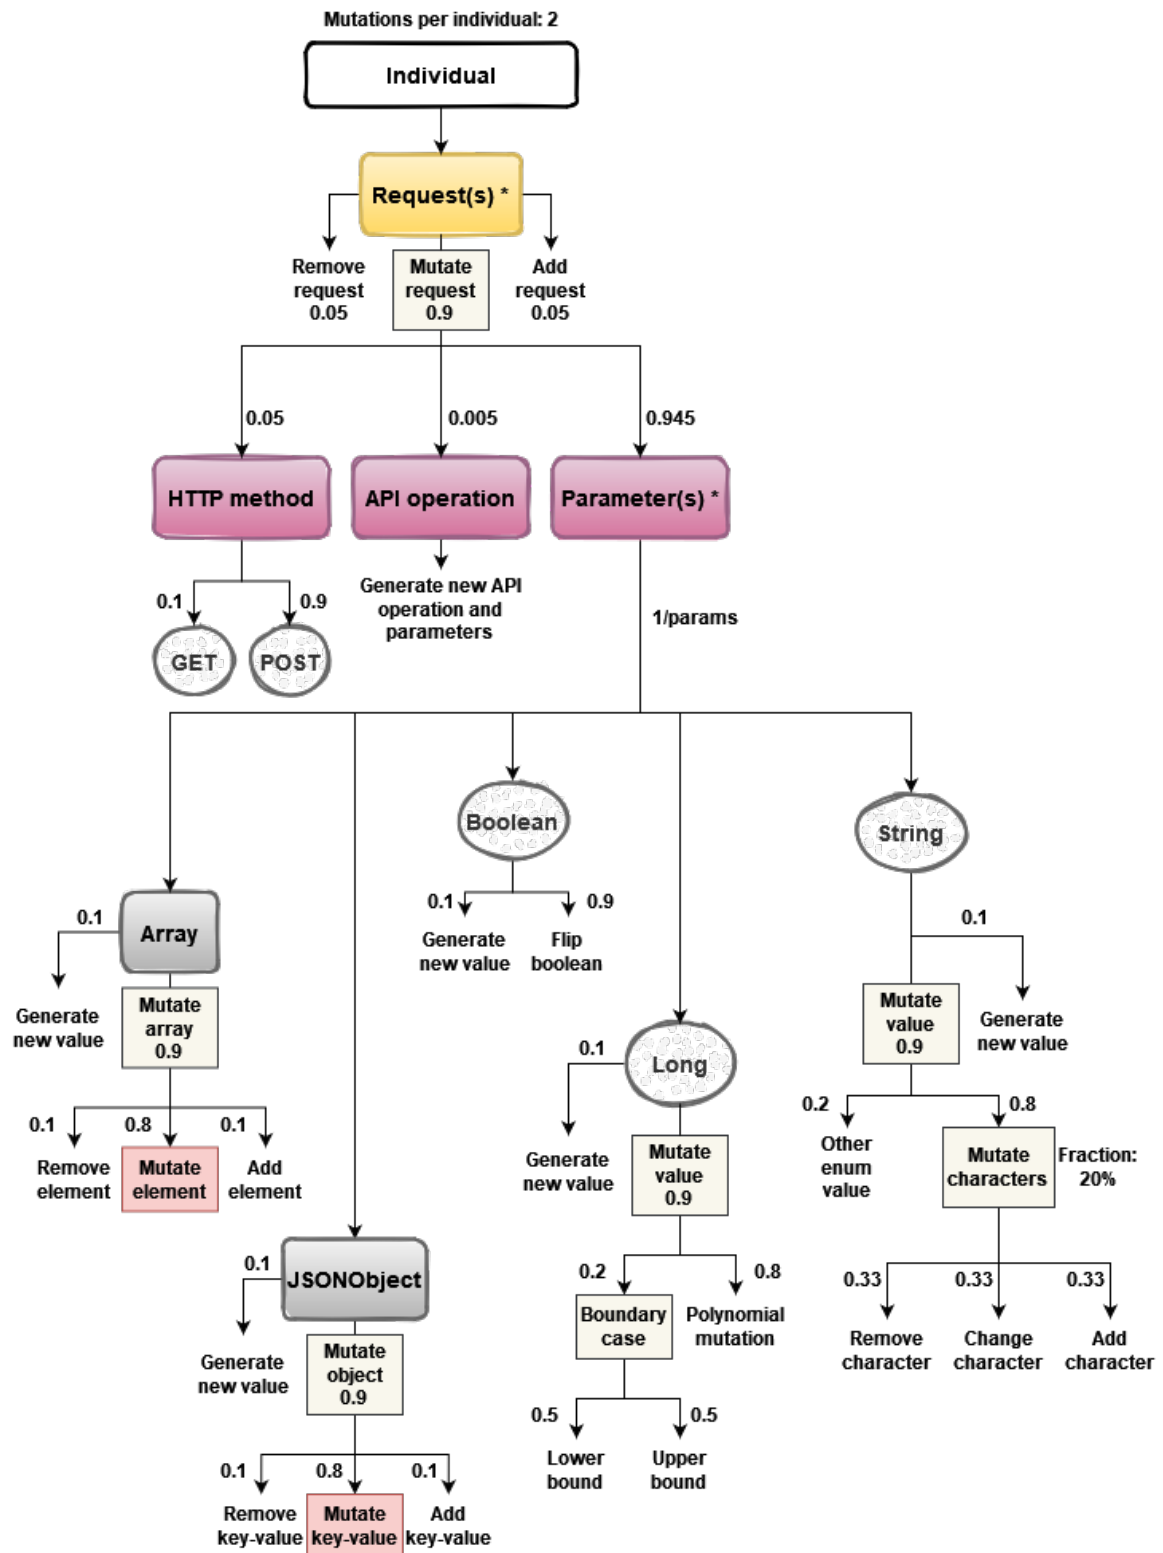 Mutations per individual: 2
Individual
Request(s) *
Remove
request
0.05
Mutate
request
0.9
Add
request
0.05
0.05
0.005
0.945
HTTP method
API operation
Parameter(s) *
0.1
0.9
GET
POST
Generate new API
operation and
parameters
1/params
Boolean
0.1
0.9
Generate
new value
Flip
boolean
String
0.1
Mutate
value
0.9
Generate
new value
0.2
0.8
Other
enum
value
Mutate
characters
Fraction:
20%
0.33
0.33
0.33
Remove
character
Change
character
Add
character
0.1
Array
Generate
new value
Mutate
array
0.9
0.1
0.8
0.1
Remove
element
Mutate
element
Add
element
0.1
Long
Generate
new value
Mutate
value
0.9
0.2
0.8
Boundary
case
Polynomial
mutation
0.5
0.5
Lower
bound
Upper
bound
0.1
JSONObject
Generate
new value
Mutate
object
0.9
0.1
0.8
0.1
Remove
key-value
Mutate
key-value
Add
key-value